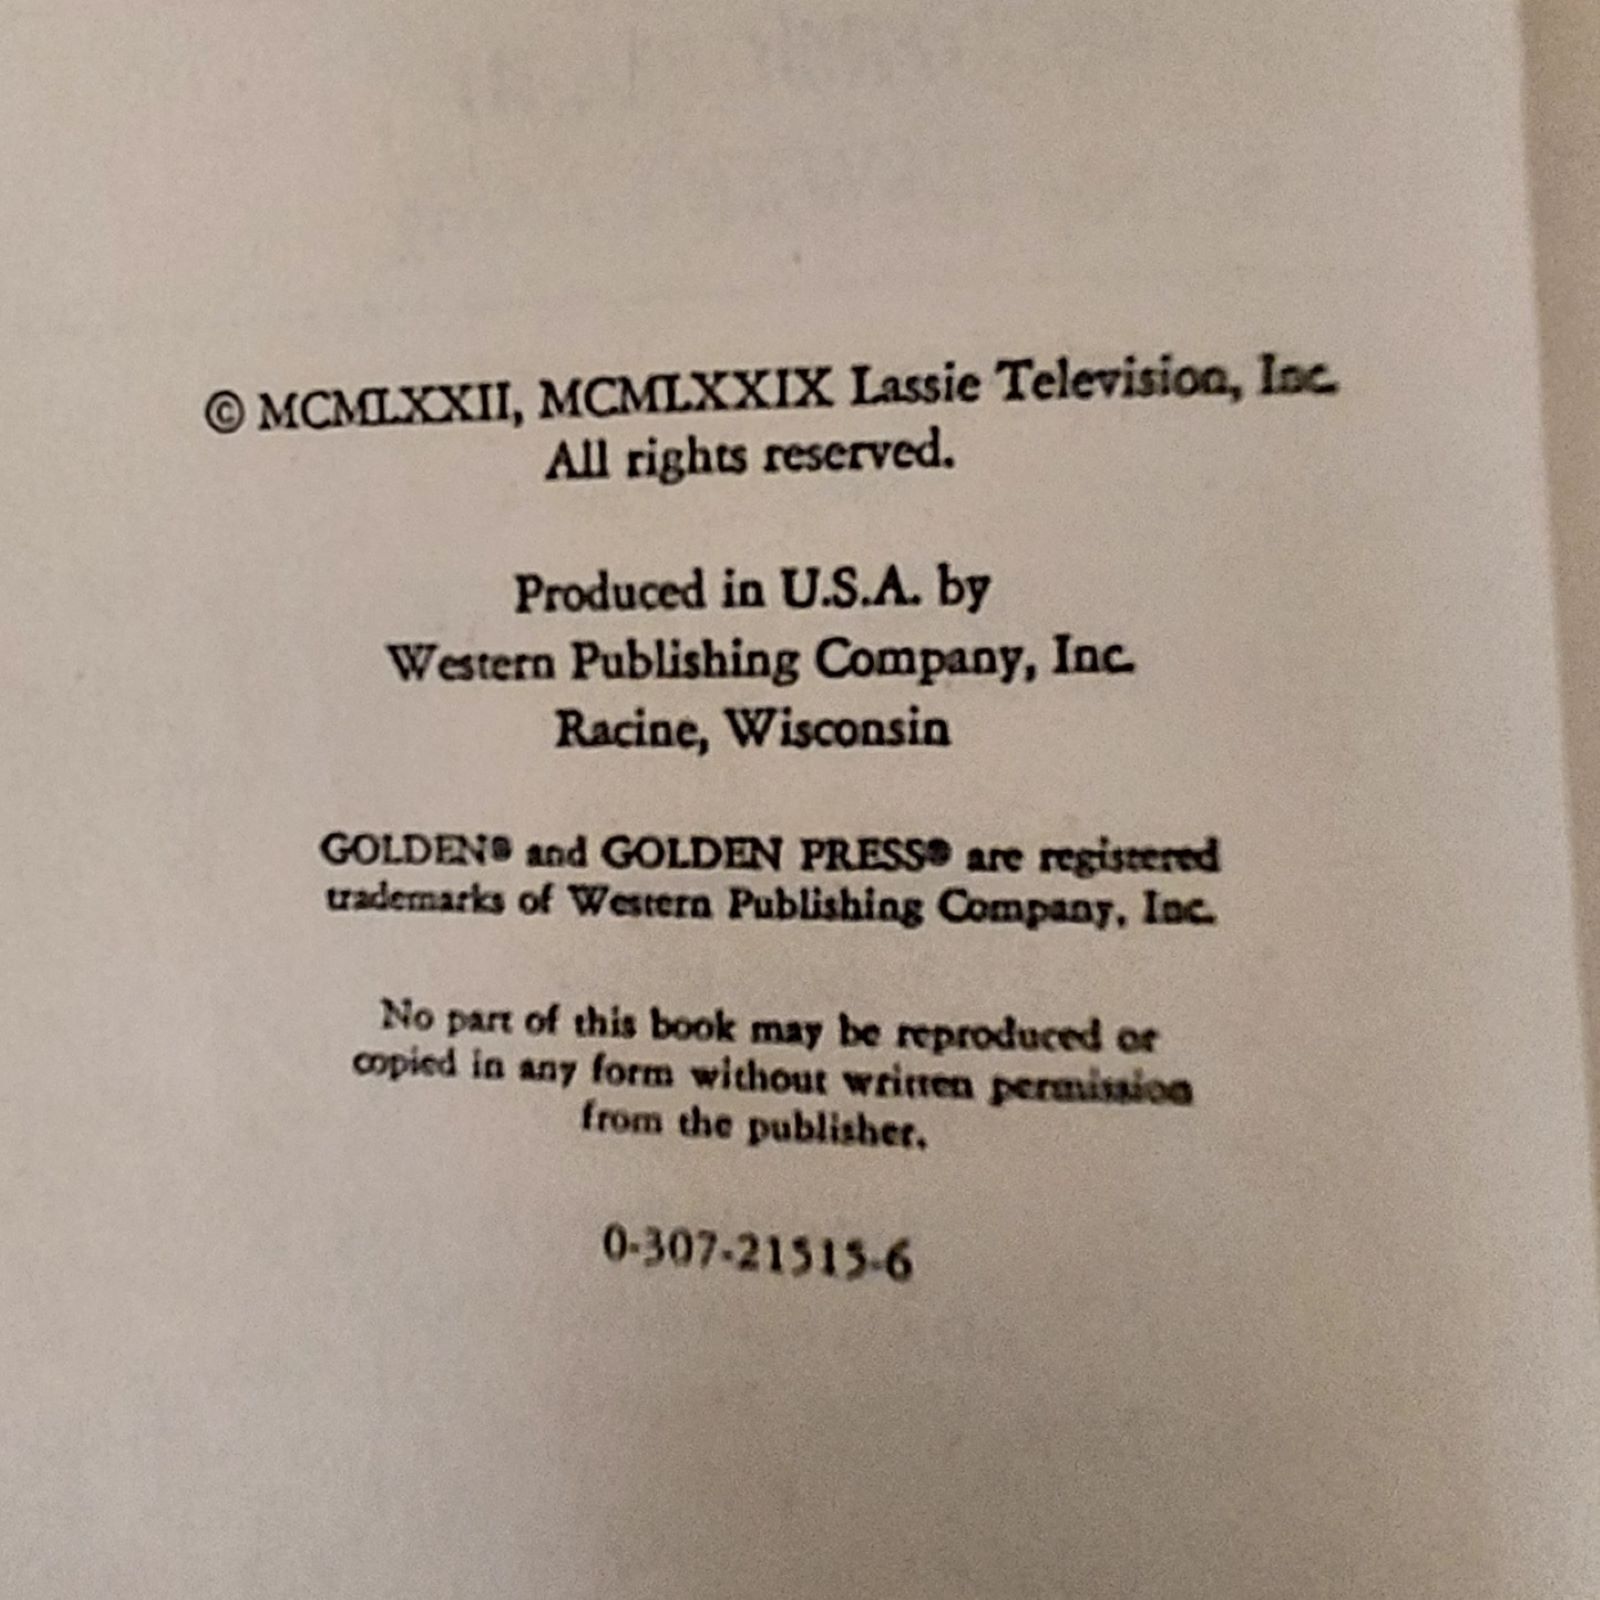 © MCMLXXII, MCMLXXIX Lassie Television, Inc.
All rights reserved.
Produced in U.S.A. by
Western Publishing Company, Inc.
Racine, Wisconsin
GOLDEN® and GOLDEN PRESS® are registered
trademarks of Western Publishing Company, Inc.
No part of this book may be reproduced or
copied in any form without written permission
from the publisher.
0-307-21515-6